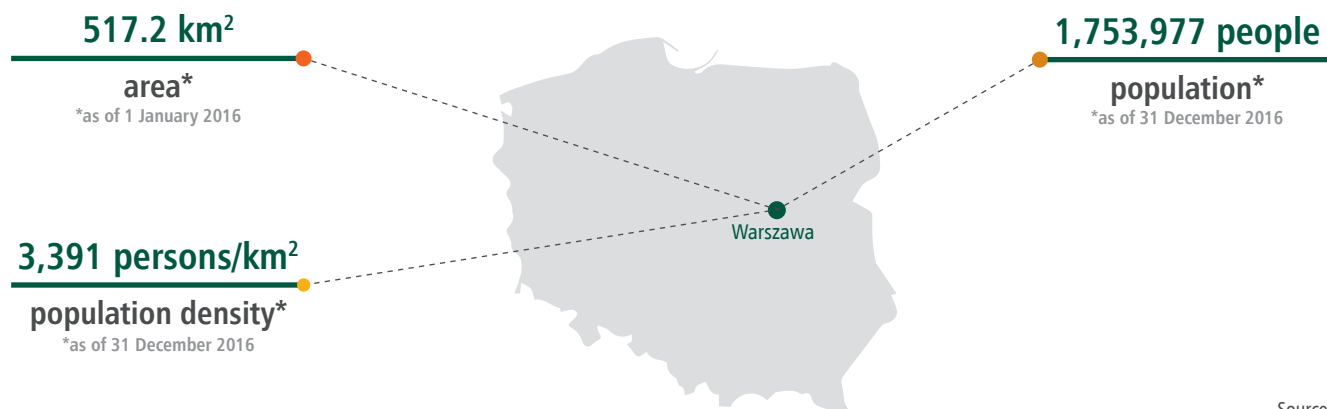 517.2 km²
area*
*as of 1 January 2016
1,753,977 people
population*
*as of 31 December 2016
Warszawa
3,391 persons/km²
population density*
*as of 31 December 2016
Source